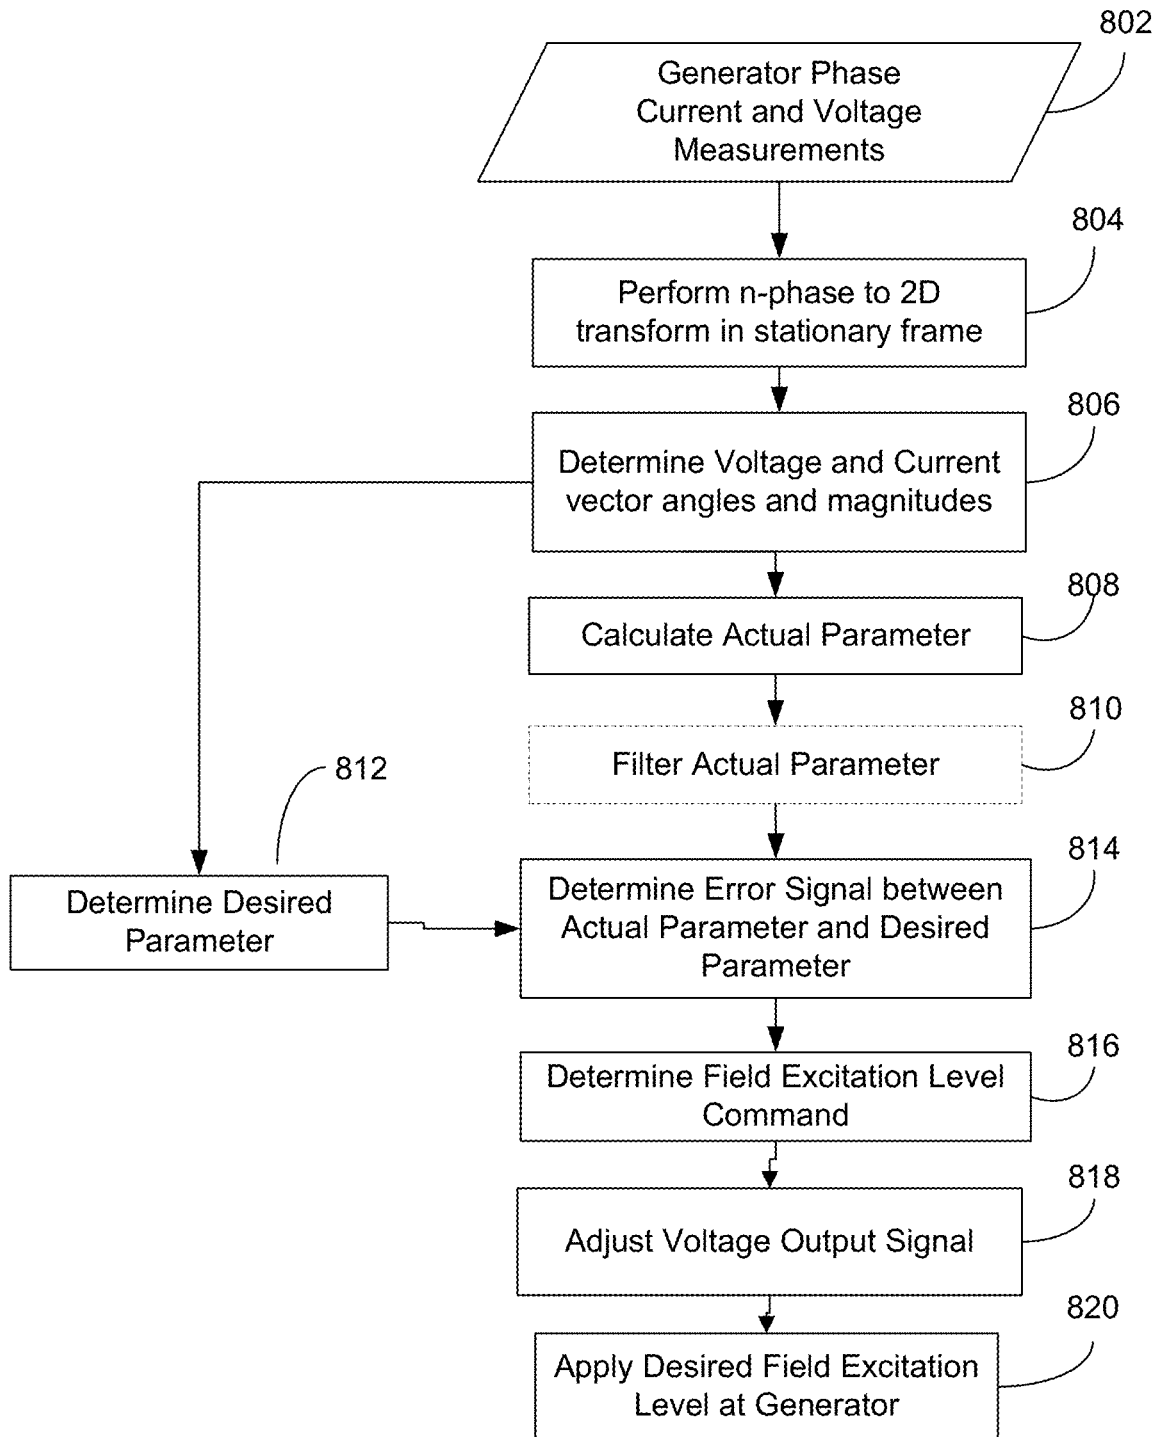 802
Generator Phase
Current and Voltage
Measurements
804
Perform n-phase to 2D
transform in stationary frame
806
Determine Voltage and Current
vector angles and magnitudes
808
Calculate Actual Parameter
810
Filter Actual Parameter
812
Determine Desired
Parameter
814
Determine Error Signal between
Actual Parameter and Desired
Parameter
816
Determine Field Excitation Level
Command
818
Adjust Voltage Output Signal
820
Apply Desired Field Excitation
Level at Generator